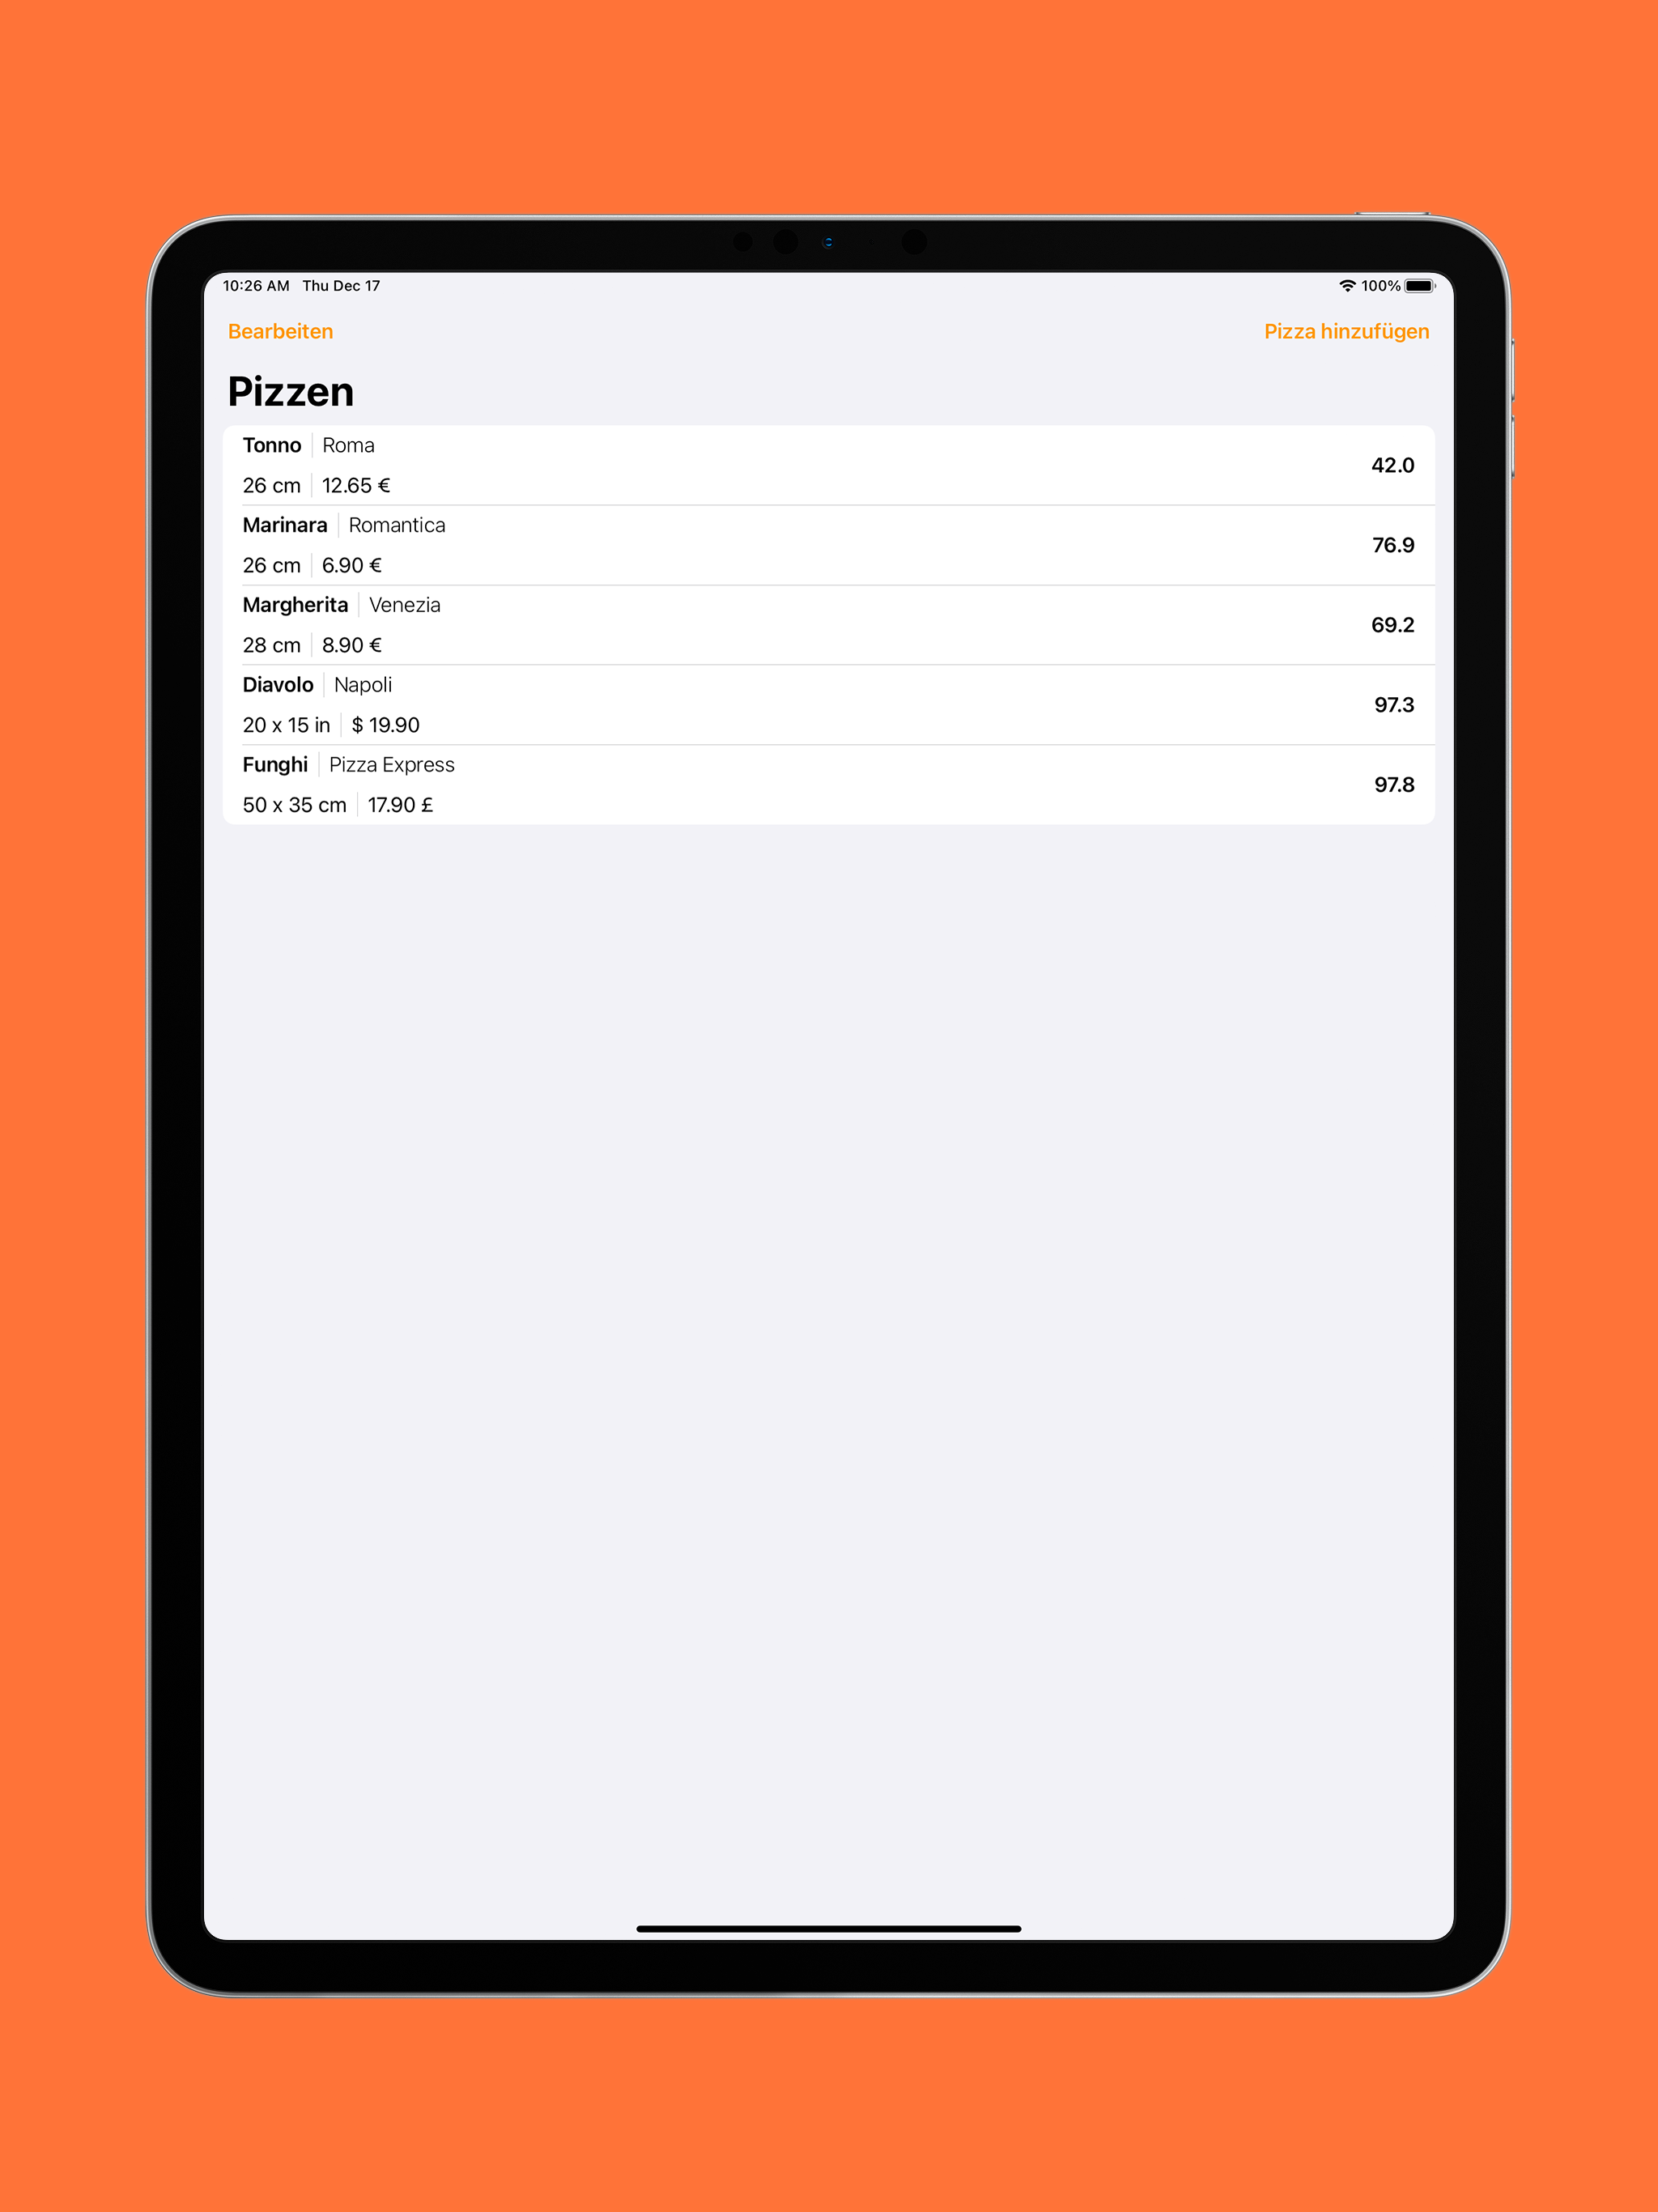 10:26 AM Thu Dec 17 100%
Bearbeiten Pizza hinzufügen
Pizzen
Tonno Roma
26 cm 12.65 €
42.0
Marinara Romantica
26 cm 6.90 €
76.9
Margherita Venezia
28 cm 8.90 €
69.2
Diavolo Napoli
20 x 15 in $ 19.90
97.3
Funghi Pizza Express
50 x 35 cm 17.90 £
97.8